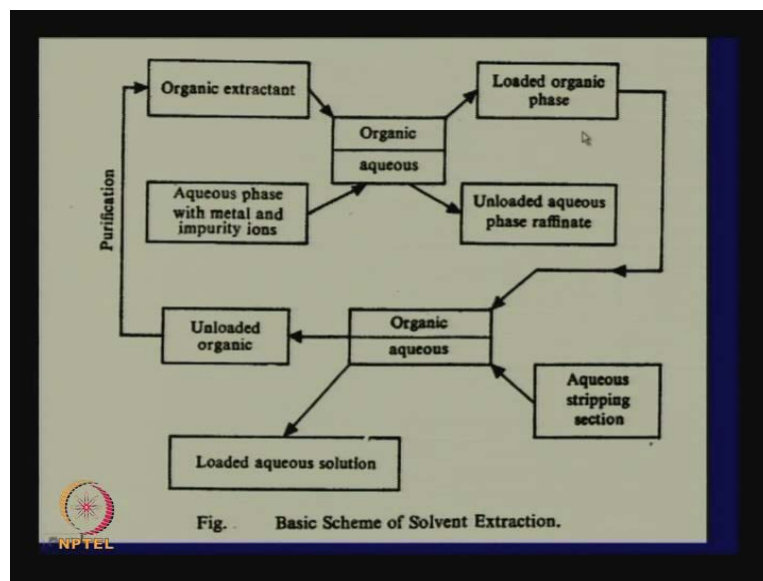 Organic extractant
Loaded organic
phase
Organic
aqueous
Aqueous phase
with metal and
impurity ions
Unloaded aqueous
phase raffinate
Purification
Unloaded
organic
Organic
aqueous
Aqueous
stripping
section
Loaded aqueous solution
Fig. Basic Scheme of Solvent Extraction.
NPTEL